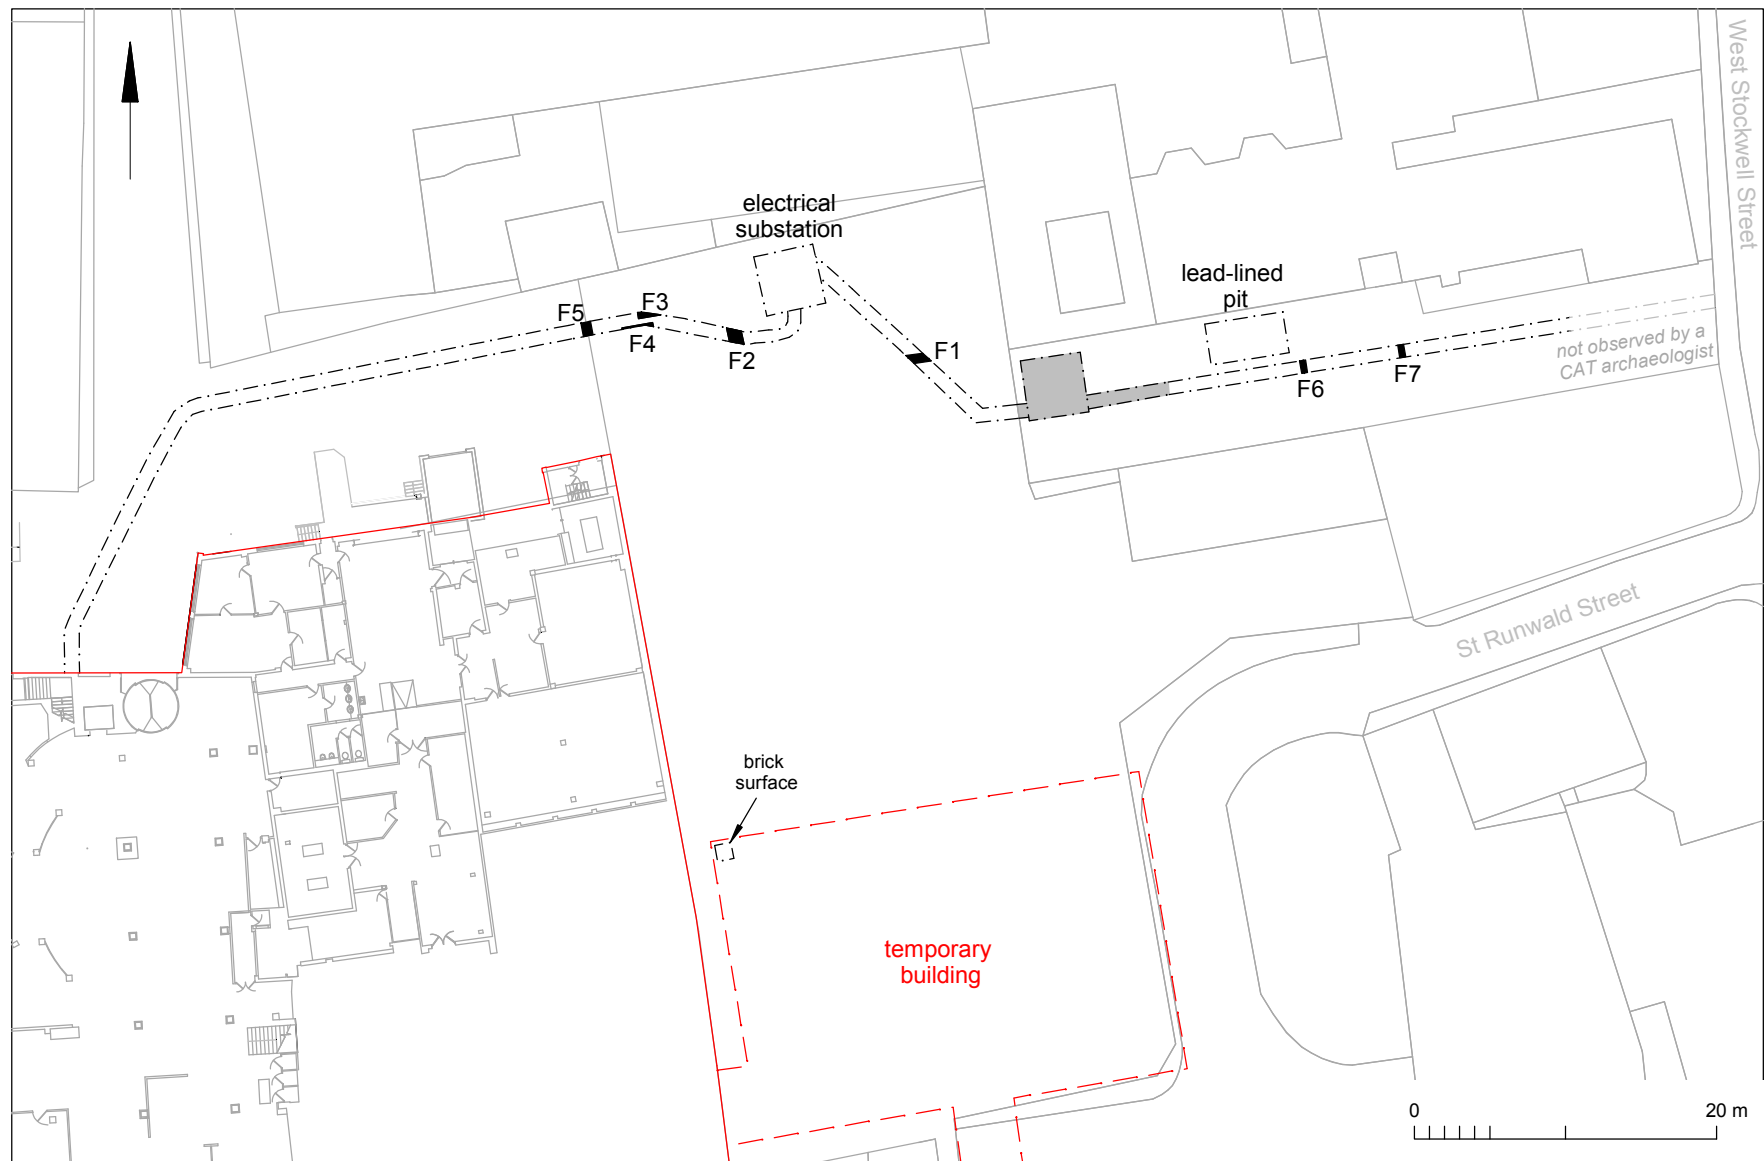 West Stockwell Street
electrical
substation
lead-lined
pit
F5
F3
F4
F2
F1
F6
F7
not observed by a
CAT archaeologist
St Runwald Street
brick
surface
temporary
building
0
20 m